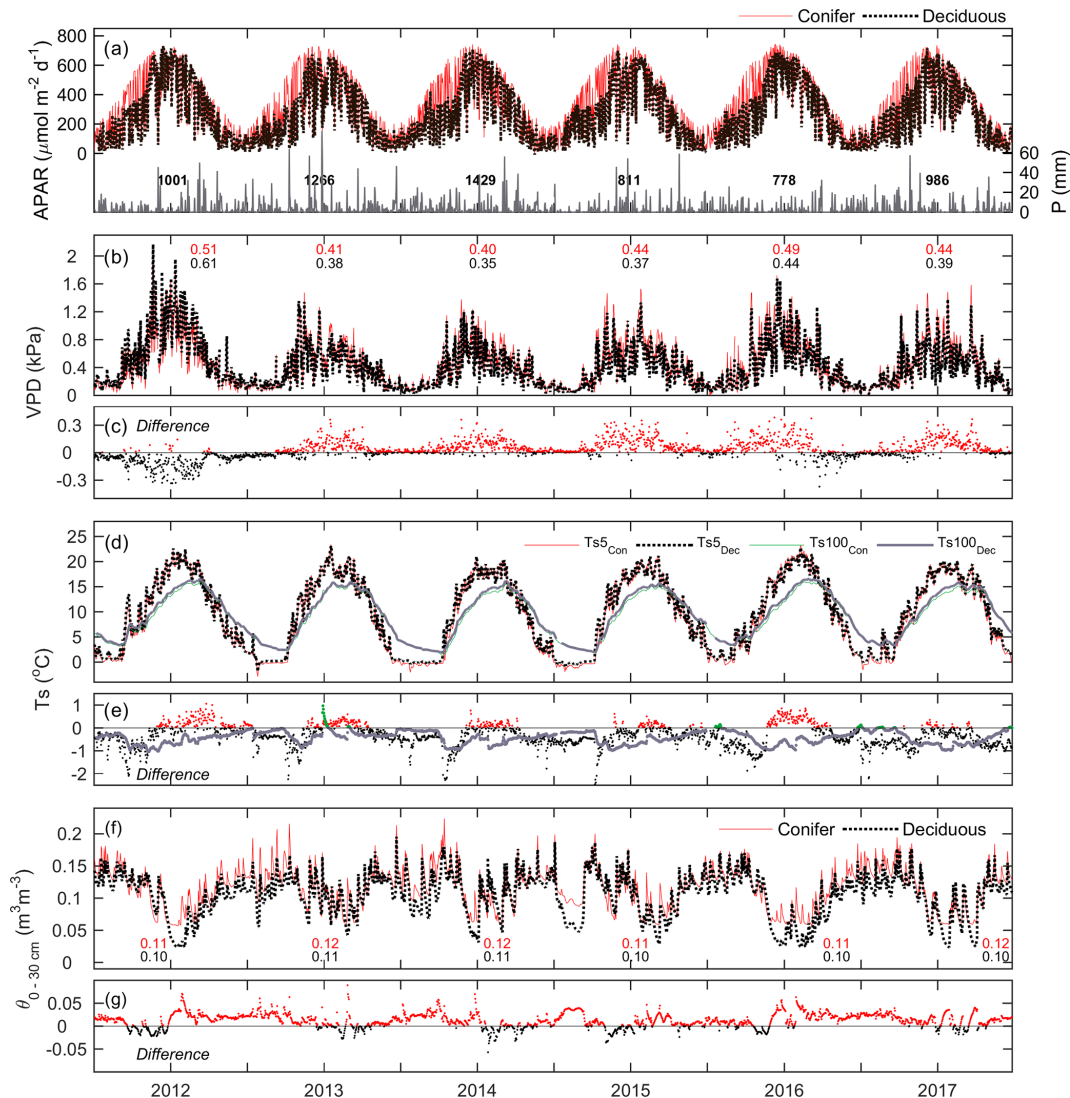 Conifer Deciduous
(a)
800
600
400
200
0
APAR (μmol m-2 d-1)
1001 1266 1429 811 778 986
60
40
20
0
P (mm)
(b)
0.51 0.41 0.40 0.44 0.49 0.44
0.61 0.38 0.35 0.37 0.44 0.39
2
1.6
1.2
0.8
0.4
0
VPD (kPa)
(c) Difference
0.3
0
-0.3
(d)
Ts5Con Ts5Dec Ts100Con Ts100Dec
25
20
15
10
5
0
Ts (oC)
(e)
1
0
-1
-2
Difference
(f)
Conifer Deciduous
0.2
0.15
0.1
0.05
0
θ0 - 30 cm (m3m-3)
0.11 0.12 0.12 0.11 0.11 0.12
0.10 0.11 0.11 0.10 0.10 0.10
(g)
0.05
0
-0.05
Difference
2012 2013 2014 2015 2016 2017